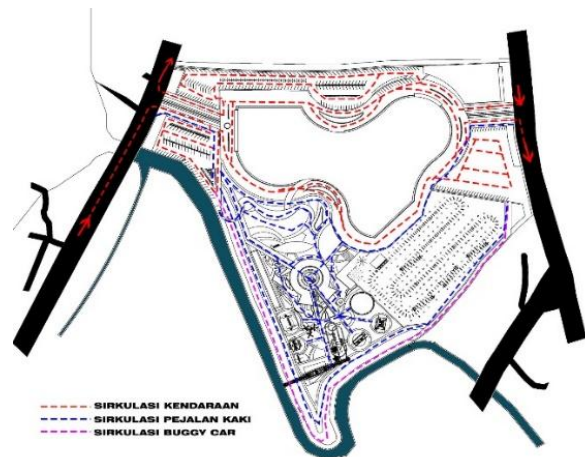 SIRKULASI KENDARAAN
SIRKULASI PEJALAN KAKI
SIRKULASI BUGGY CAR